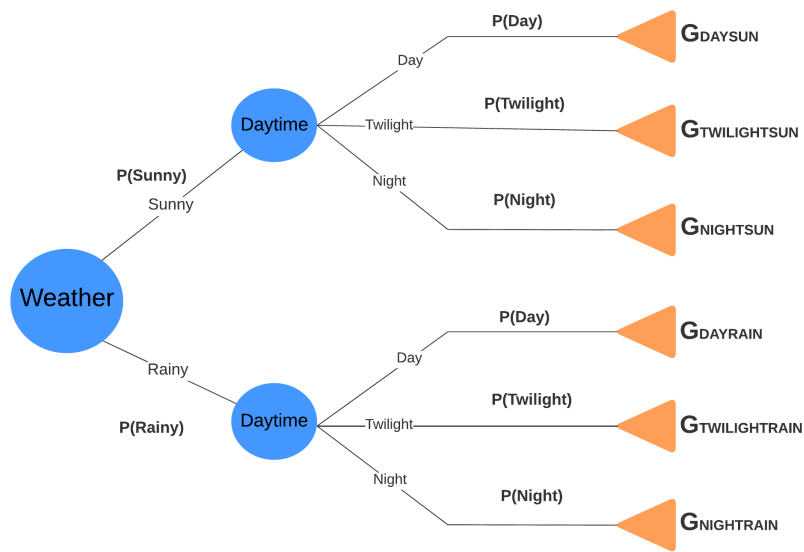 P(Day)
GDAYSUN
Day
P(Twilight)
Daytime
Twilight
GTWILIGHTSUN
P(Sunny)
Night
P(Night)
Sunny
GNIGHTSUN
Weather
P(Day)
GDAYRAIN
Day
Rainy
P(Twilight)
Daytime
Twilight
GTWILIGHTRAIN
P(Rainy)
Night
P(Night)
GNIGHTRAIN